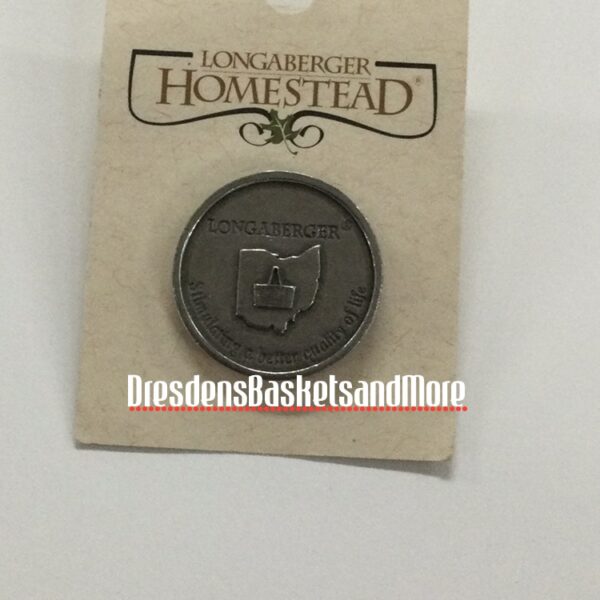 LONGABERGER
HOMESTEAD®
LONGABERGER®
Stimulating a better quality of life
DresdensBasketsandMore